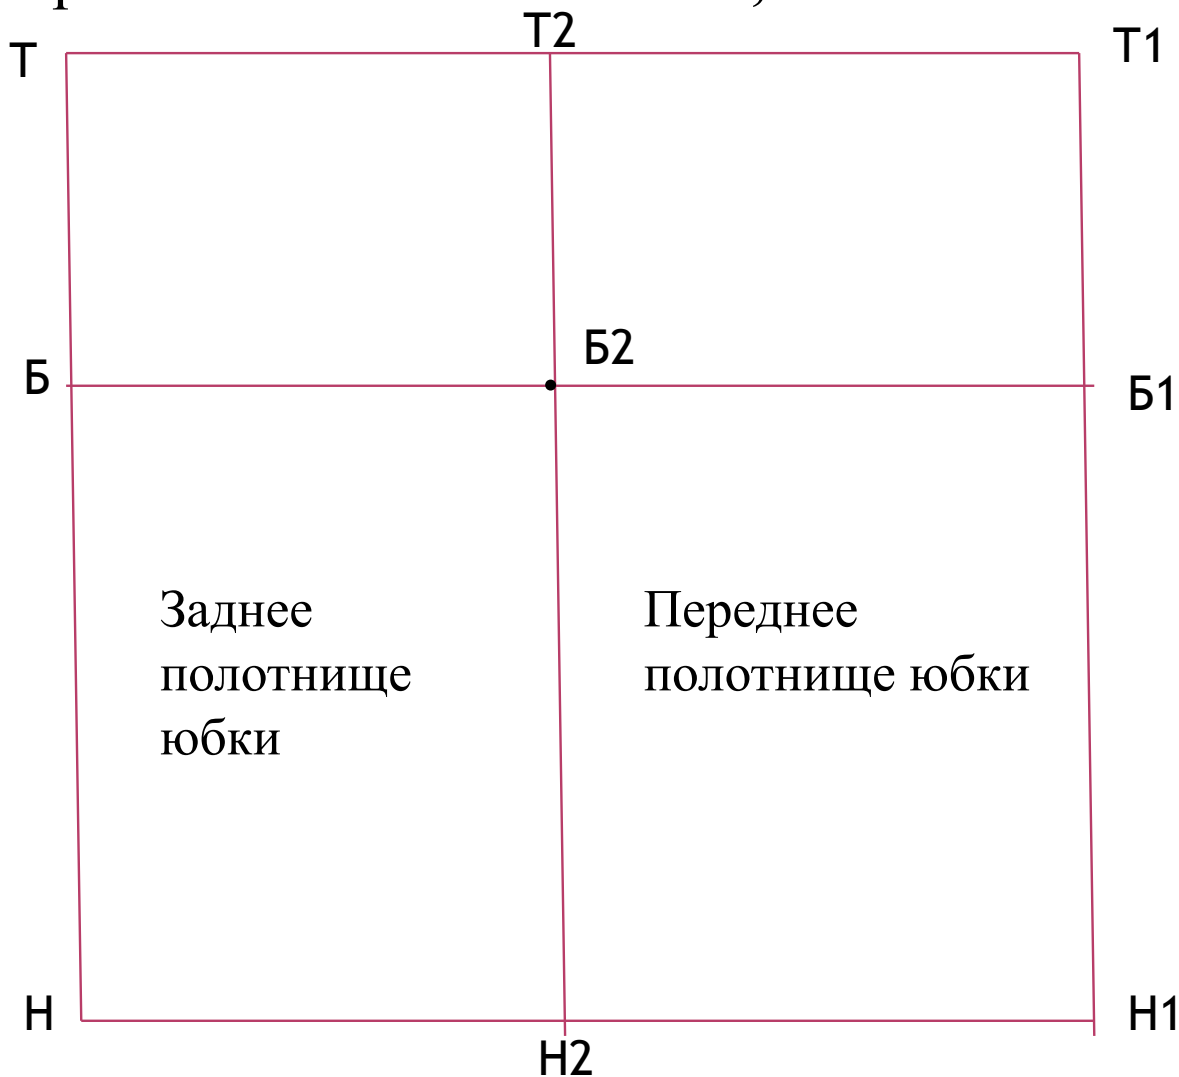 Т Т2 Т1
Б Б2 Б1
Заднее
полотнище
юбки
Переднее
полотнище юбки
Н Н2 Н1